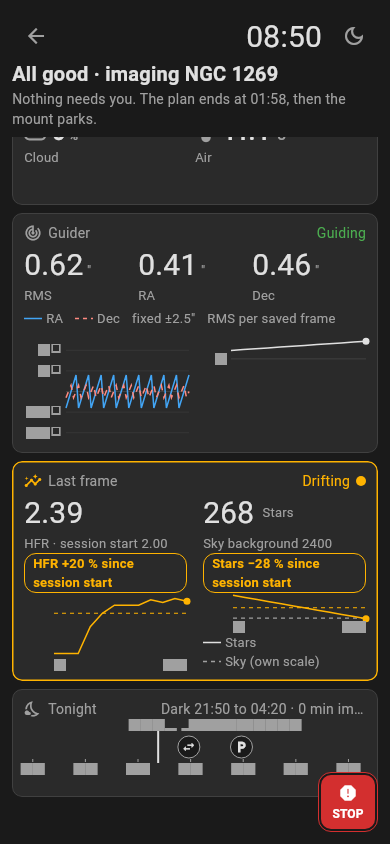 08:50
All good · imaging NGC 1269
Nothing needs you. The plan ends at 01:58, then the
mount parks.
Cloud
Air
Guider
Guiding
0.62"
0.41"
0.46"
RMS
RA
Dec
RA
Dec
fixed ±2.5"
RMS per saved frame
Last frame
Drifting
2.39
268 Stars
HFR · session start 2.00
Sky background 2400
HFR +20 % since
session start
Stars −28 % since
session start
Stars
Sky (own scale)
Tonight
Dark 21:50 to 04:20 · 0 min im…
P
STOP